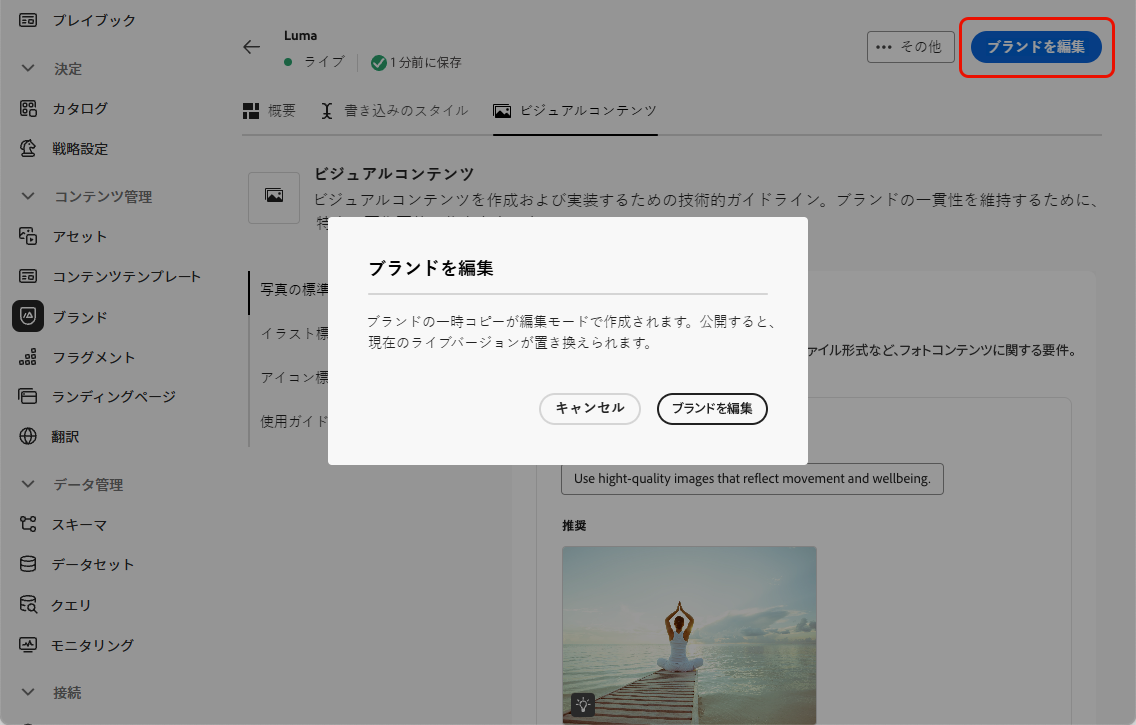 プレイブック
決定
カタログ
戦略設定
コンテンツ管理
アセット
コンテンツテンプレート
ブランド
フラグメント
ランディングページ
翻訳
データ管理
スキーマ
データセット
クエリ
モニタリング
接続
Luma
ライブ
1 分前に保存
その他
ブランドを編集
概要
書き込みのスタイル
ビジュアルコンテンツ
ビジュアルコンテンツ
ビジュアルコンテンツを作成および実装するための技術的ガイドライン。ブランドの一貫性を維持するために、
写真の標準
イラスト標
アイコン標
使用ガイド
ブランドを編集
ブランドの一時コピーが編集モードで作成されます。公開すると、
現在のライブバージョンが置き換えられます。
キャンセル
ブランドを編集
ァイル形式など、フォトコンテンツに関する要件。
Use hight-quality images that reflect movement and wellbeing.
推奨